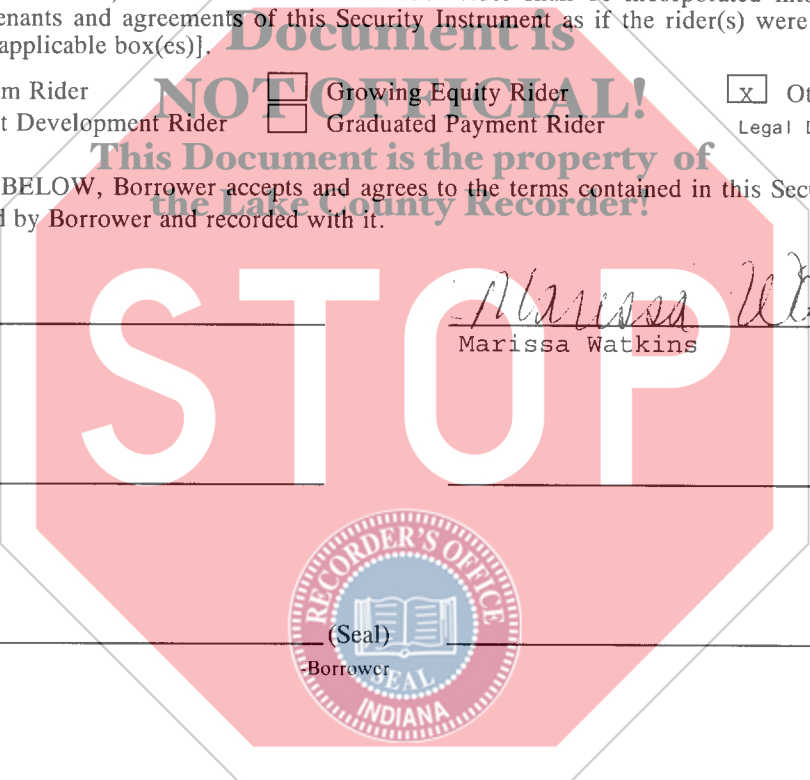 enants and agreements of this Security Instrument as if the rider(s) were
applicable box(es)].
Document is
NOT OFFICIAL!
m Rider Growing Equity Rider x Ot
t Development Rider Graduated Payment Rider Legal D
This Document is the property of
BELOW, Borrower accepts and agrees to the terms contained in this Secu
the Lake County Recorder!
d by Borrower and recorded with it.
Marissa
Marissa Watkins
STOP
RECORDER'S OFFICE
(Seal)
-Borrower
SEAL
INDIANA